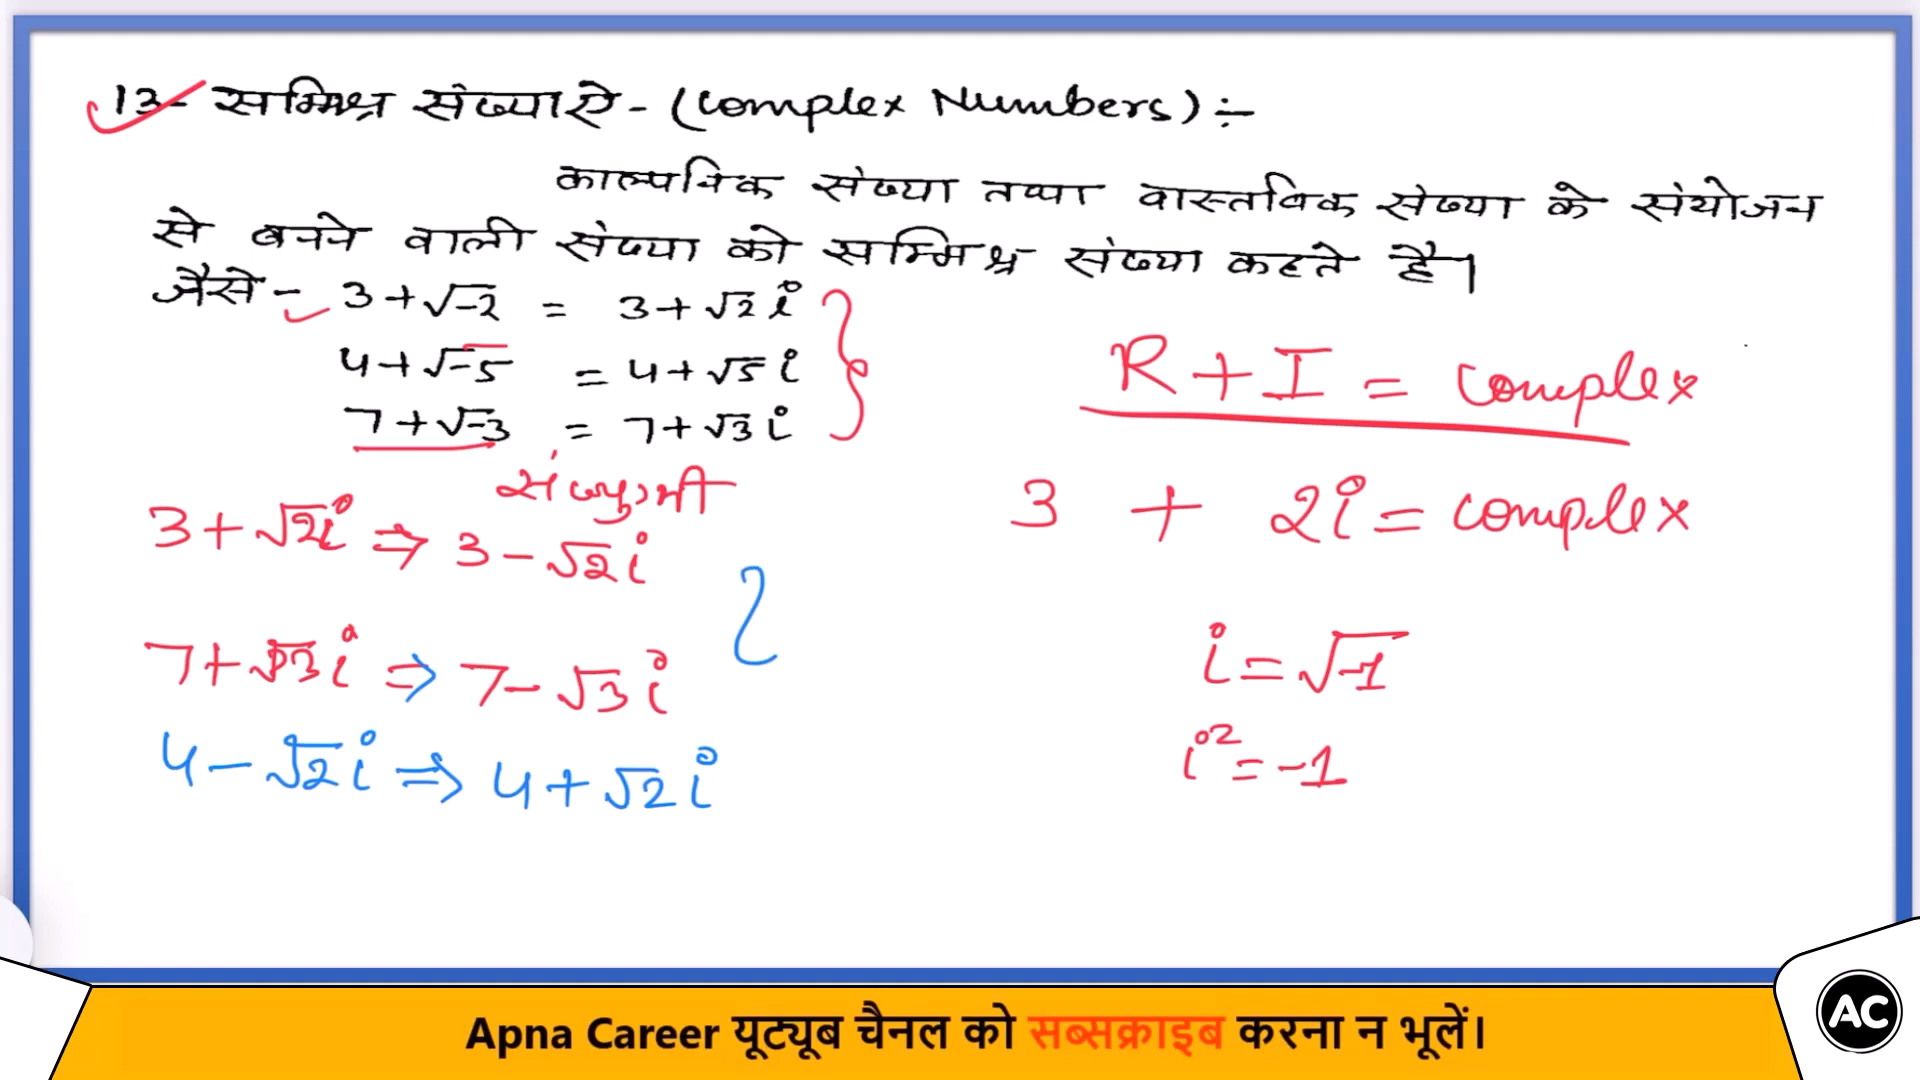 13- सम्मिश्र संख्याऐ - (Complex Numbers) :-
काल्पनिक संख्या तथा वास्तविक संख्या के संयोजन
से बनने वाली संख्या को सम्मिश्र संख्या कहते है।
जैसे - 3+√-2 = 3+√2 i
4+√-5 = 4+√5 i
7+√-3 = 7+√3 i
R + I = complex
3 + 2i = complex
3+√2i ⇒ 3-√2i
7+√3i ⇒ 7-√3i
4-√2i ⇒ 4+√2i
i = √-1
i² = -1
Apna Career यूट्यूब चैनल को सब्सक्राइब करना न भूलें।
AC